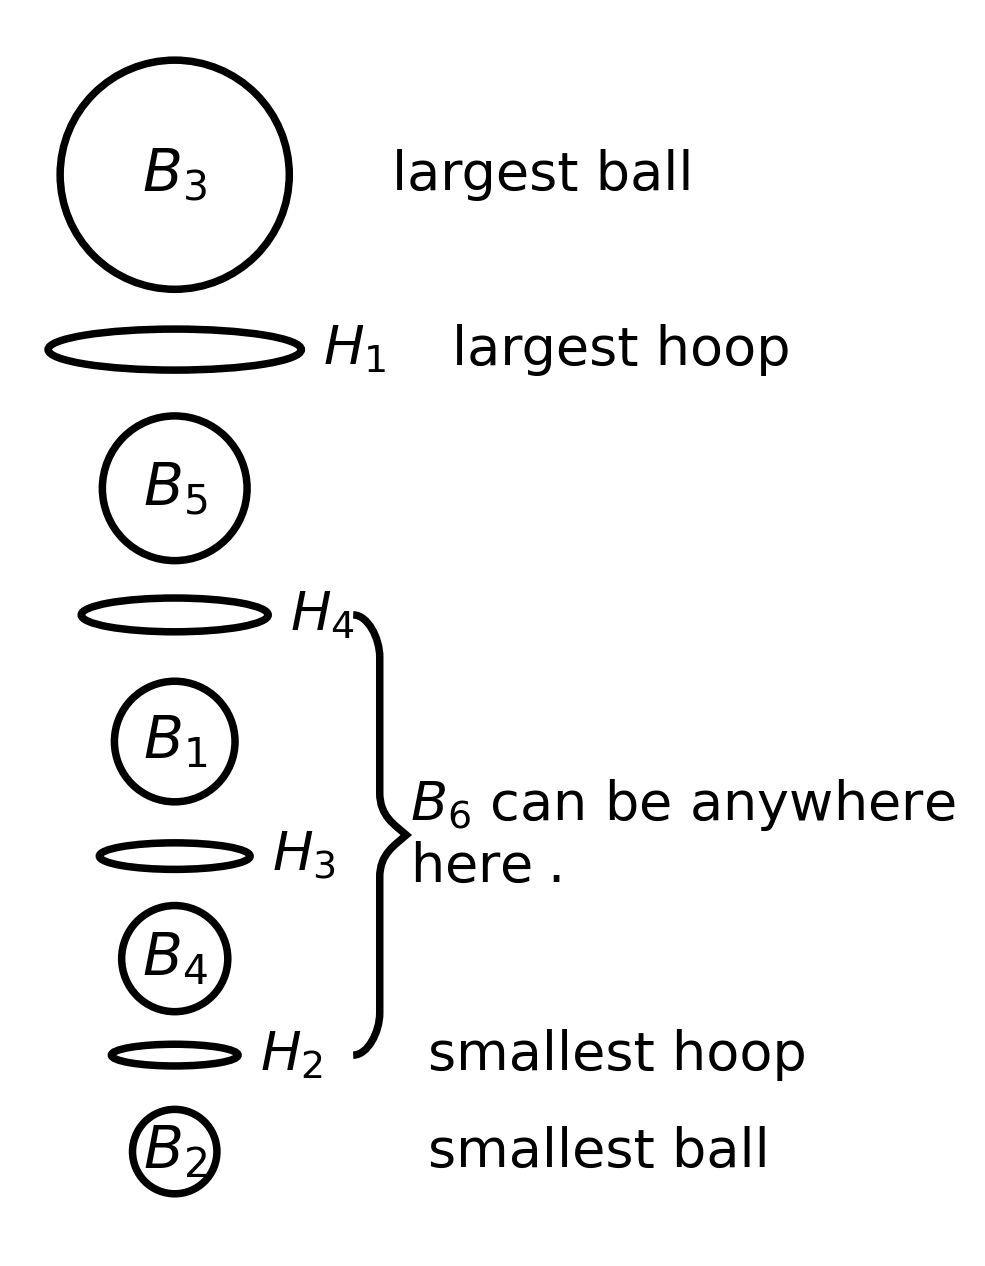 B₃ largest ball
H₁ largest hoop
B₅
H₄
B₁
B₆ can be anywhere
H₃
here .
B₄
H₂ smallest hoop
B₂ smallest ball